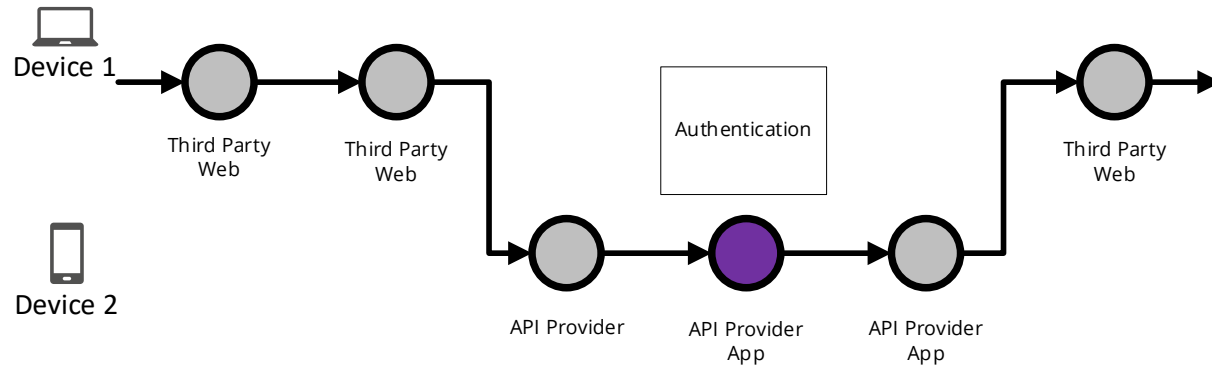 Device 1
Third Party
Web
Third Party
Web
Authentication
Third Party
Web
Device 2
API Provider
API Provider
App
API Provider
App